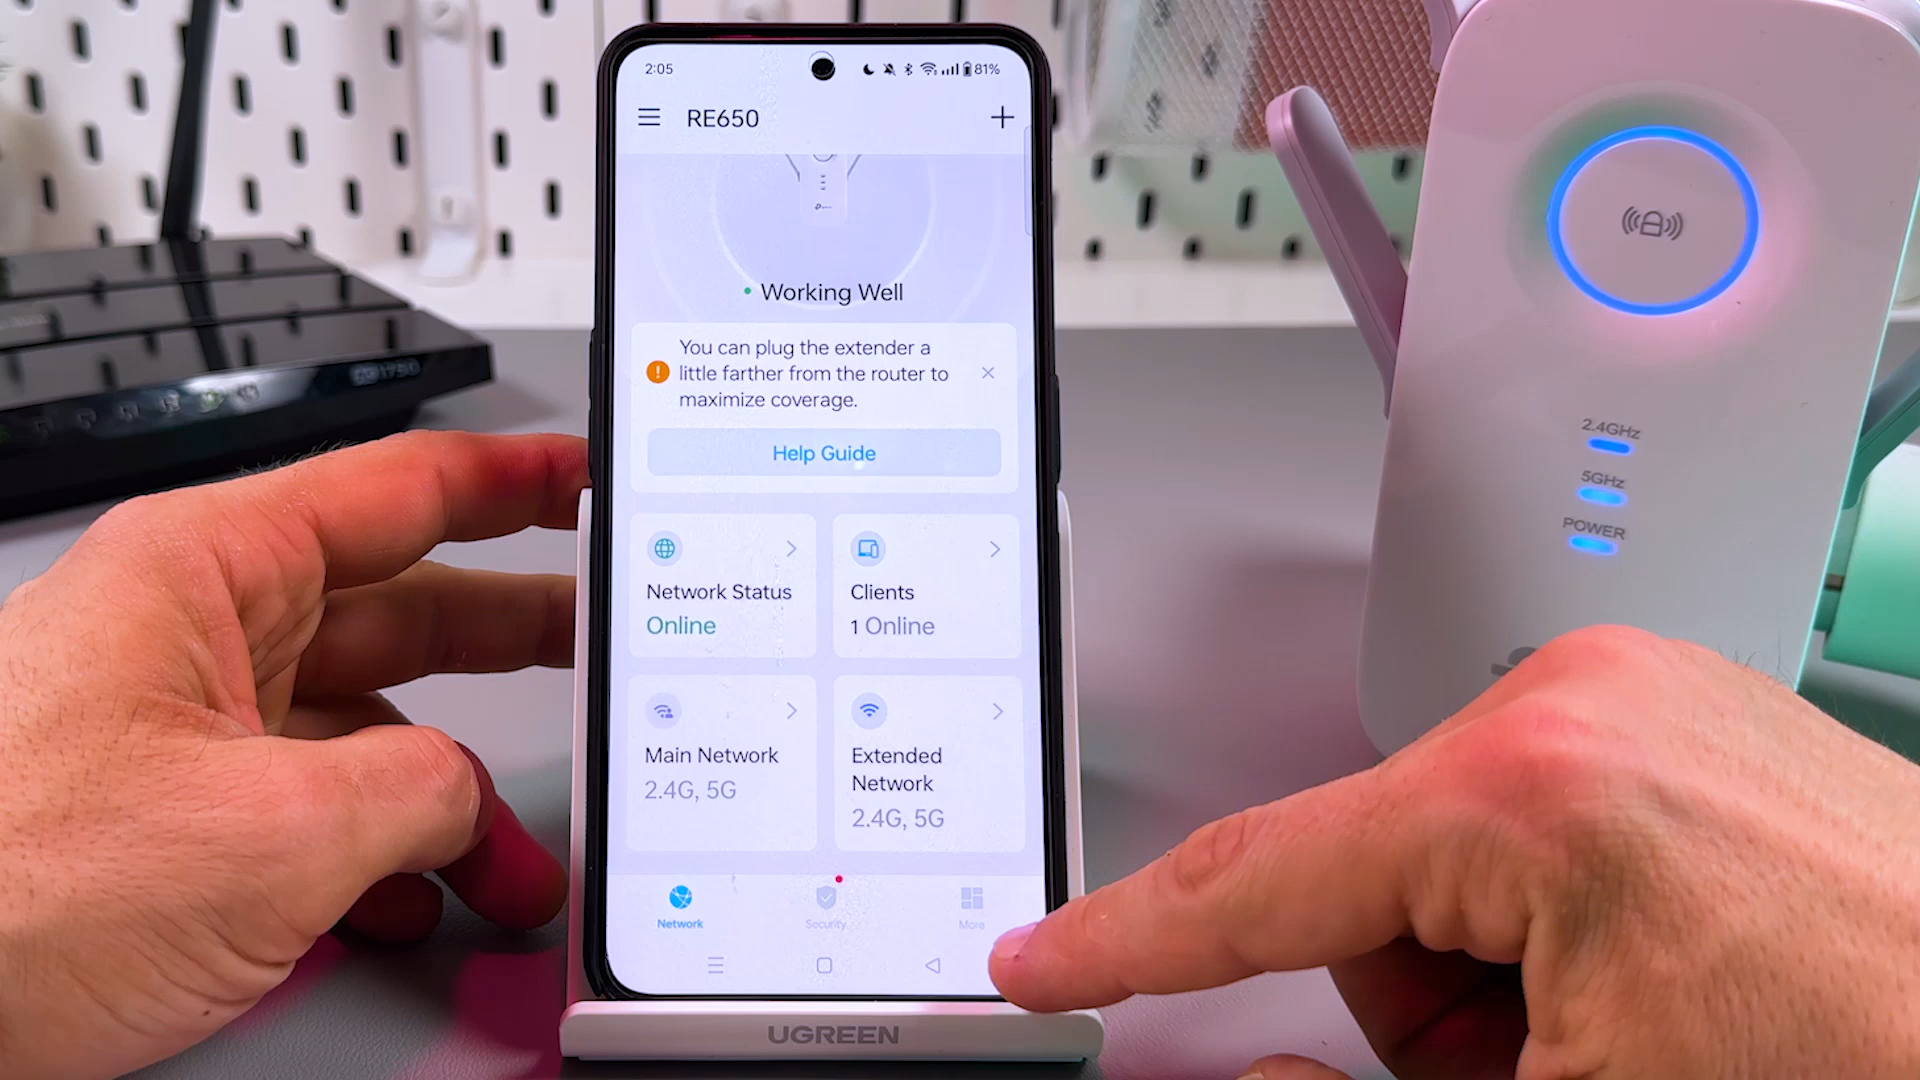 2:05
81%
RE650
Working Well
You can plug the extender a
little farther from the router to
maximize coverage.
Help Guide
Network Status
Online
Clients
1 Online
Main Network
2.4G, 5G
Extended
Network
2.4G, 5G
Network
Security
More
UGREEN
2.4GHz
5GHz
POWER